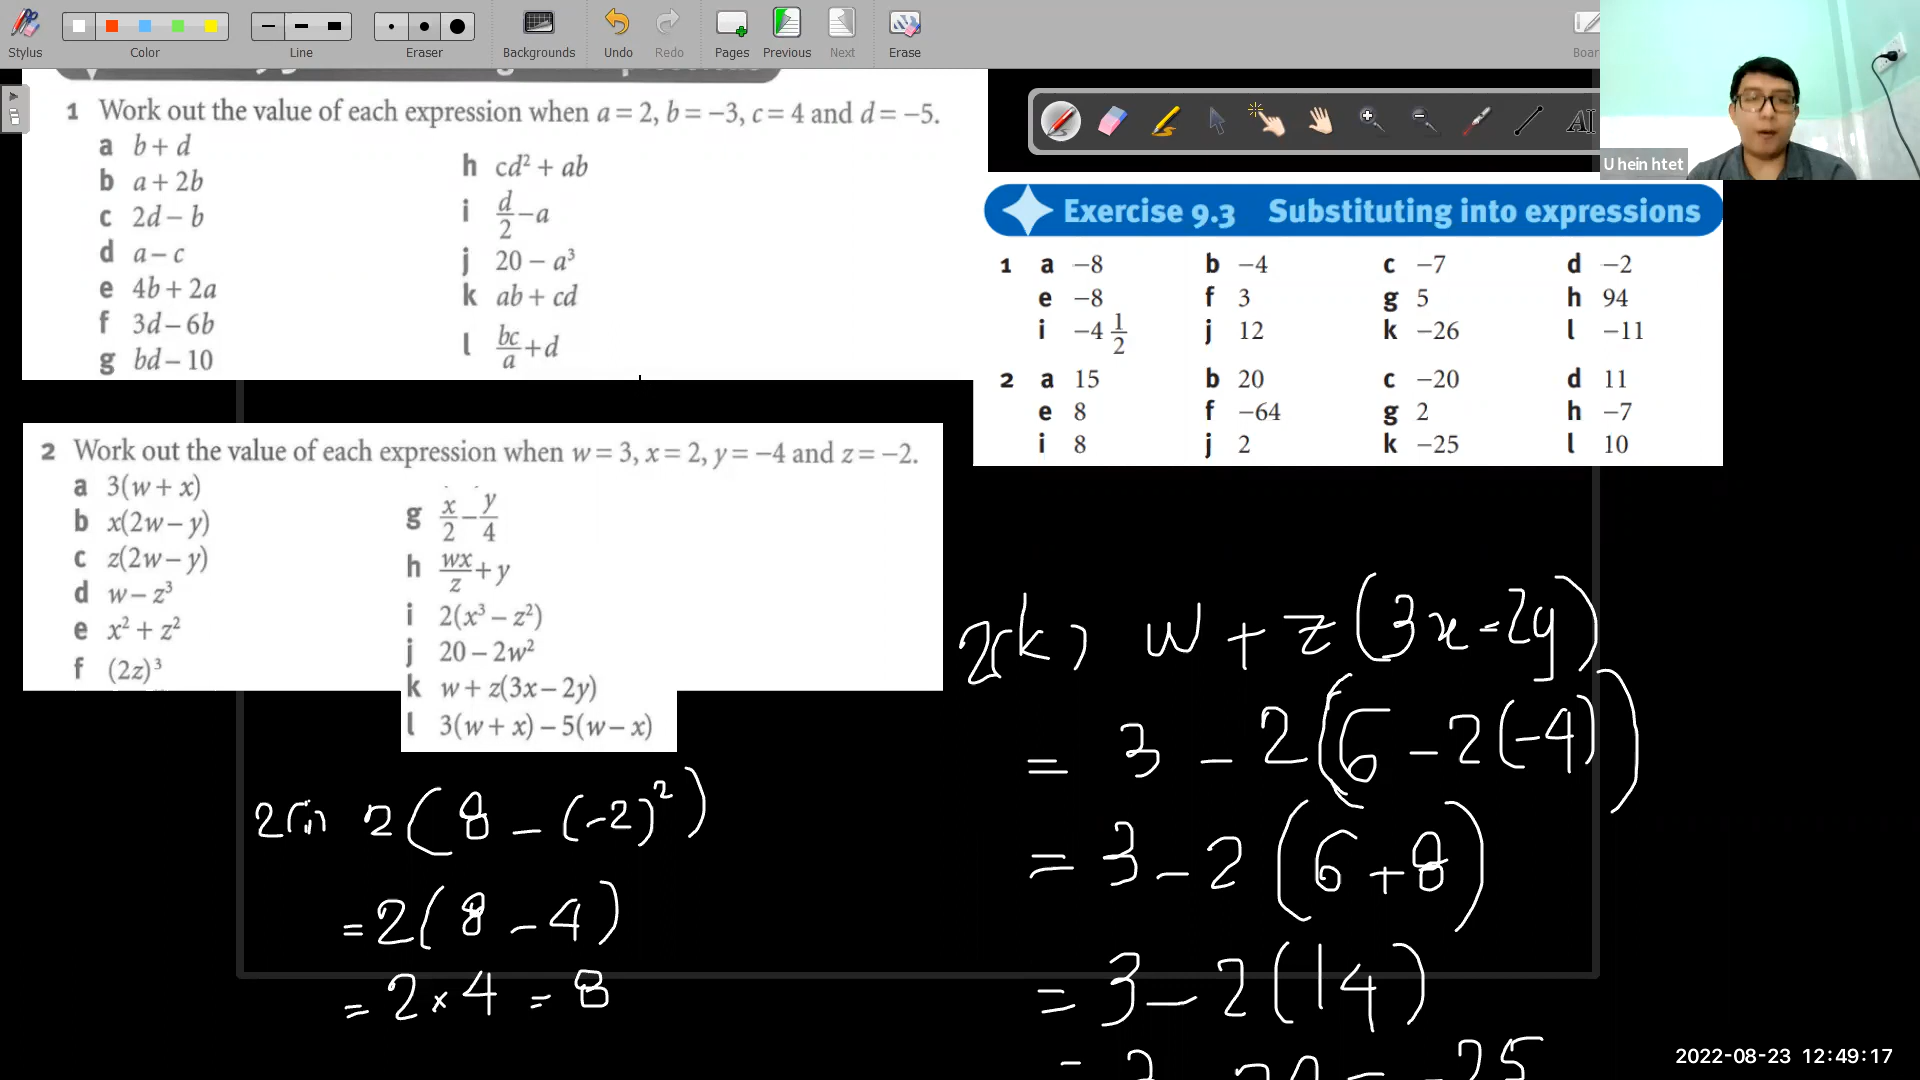 Stylus
Color
Line
Eraser
Backgrounds
Undo
Redo
Pages
Previous
Next
Erase
U hein htet
1 Work out the value of each expression when a = 2, b = −3, c = 4 and d = −5.
a b + d
b a + 2b
c 2d − b
d a − c
e 4b + 2a
f 3d − 6b
g bd − 10
h cd² + ab
i d/2 − a
j 20 − a³
k ab + cd
l bc/a + d
2 Work out the value of each expression when w = 3, x = 2, y = −4 and z = −2.
a 3(w + x)
b x(2w − y)
c z(2w − y)
d w − z³
e x² + z²
f (2z)³
g x/2 − y/4
h wx/z + y
i 2(x³ − z²)
j 20 − 2w²
k w + z(3x − 2y)
l 3(w + x) − 5(w − x)
2(i) 2(8 − (−2)²)
= 2(8 − 4)
= 2 × 4 = 8
Exercise 9.3 Substituting into expressions
1 a −8 b −4 c −7 d −2
e −8 f 3 g 5 h 94
i −4 1/2 j 12 k −26 l −11
2 a 15 b 20 c −20 d 11
e 8 f −64 g 2 h −7
i 8 j 2 k −25 l 10
2(k) w + z(3x − 2y)
= 3 − 2(6 − 2(−4))
= 3 − 2(6 + 8)
= 3 − 2(14)
2022-08-23 12:49:17